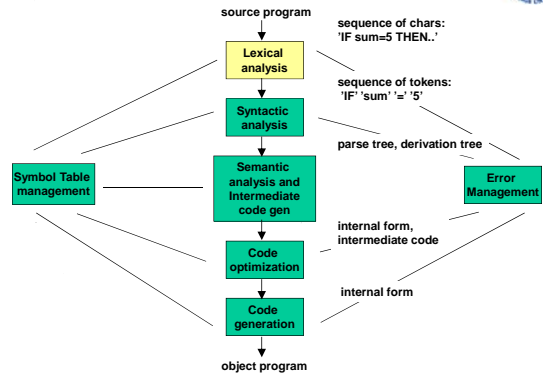 source program
sequence of chars:
'IF sum=5 THEN..'
Lexical
analysis
sequence of tokens:
'IF' 'sum' '=' '5'
Syntactic
analysis
parse tree, derivation tree
Symbol Table
management
Semantic
analysis and
Intermediate
code gen
Error
Management
internal form,
intermediate code
Code
optimization
internal form
Code
generation
object program